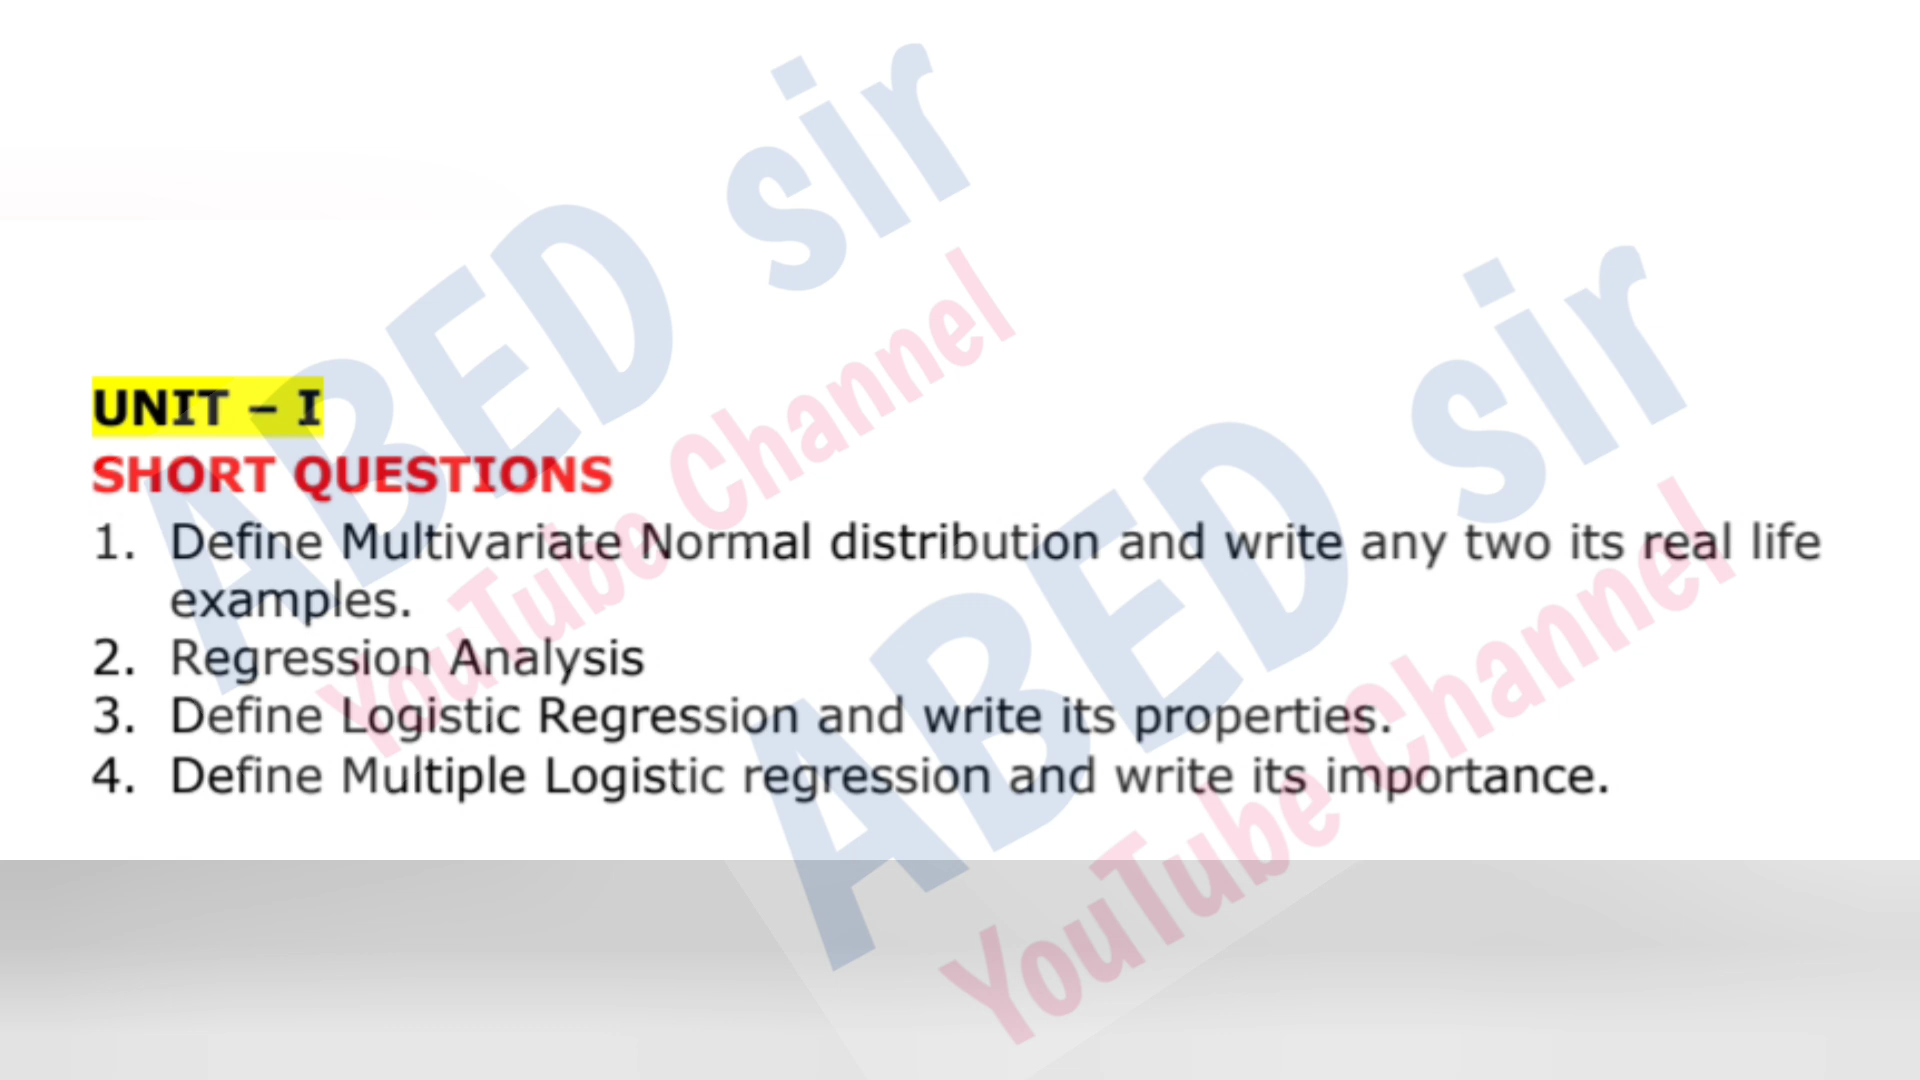 ABED sir
YouTube Channel
ABED sir
YouTube Channel
UNIT – I
SHORT QUESTIONS
1. Define Multivariate Normal distribution and write any two its real life
examples.
2. Regression Analysis
3. Define Logistic Regression and write its properties.
4. Define Multiple Logistic regression and write its importance.